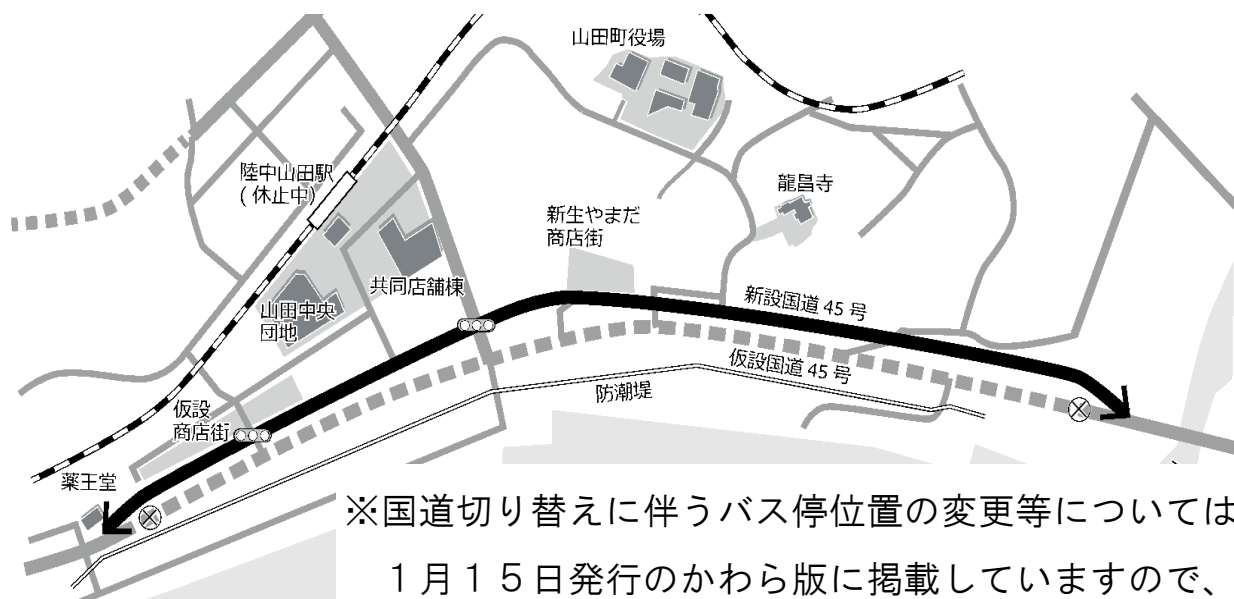 山田町役場
陸中山田駅
(休止中)
龍昌寺
新生やまだ
商店街
共同店舗棟
山田中央
団地
新設国道45号
仮設国道45号
防潮堤
仮設
商店街
薬王堂
※国道切り替えに伴うバス停位置の変更等については
１月１５日発行のかわら版に掲載していますので、